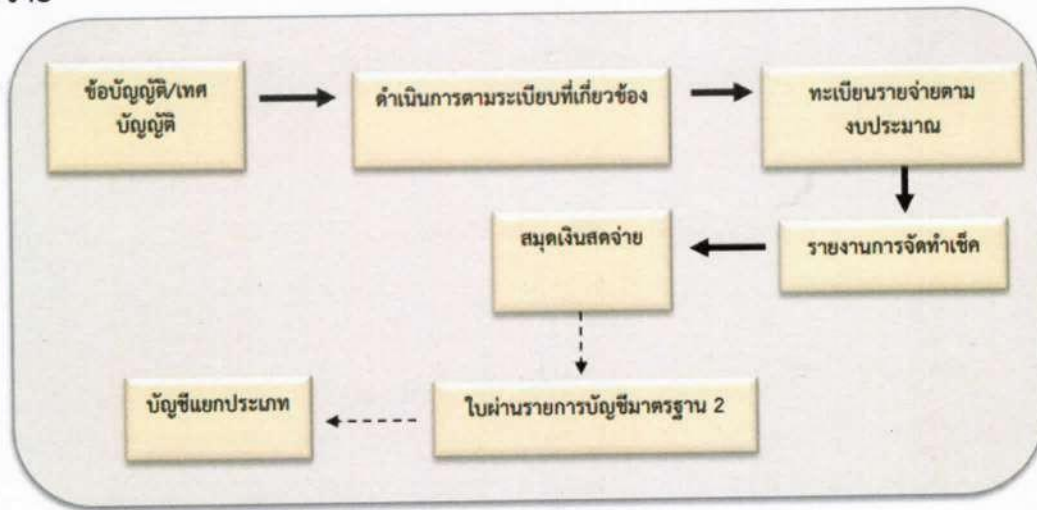 ข้อบัญญัติ/เทศ
บัญญัติ
ดำเนินการตามระเบียบที่เกี่ยวข้อง
ทะเบียนรายจ่ายตาม
งบประมาณ
สมุดเงินสดจ่าย
รายงานการจัดทำเช็ค
บัญชีแยกประเภท
ใบผ่านรายการบัญชีมาตรฐาน 2